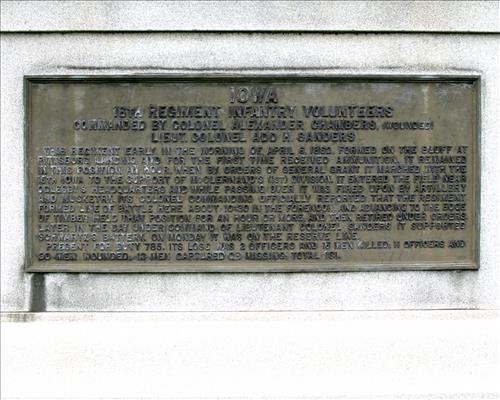 IOWA
16TH REGIMENT INFANTRY VOLUNTEERS
COMMANDED BY COLONEL ALEXANDER CHAMBERS, (WOUNDED)
LIEUT. COLONEL ADD H. SANDERS
THIS REGIMENT EARLY IN THE MORNING OF APRIL 6, 1862, FORMED ON THE BLUFF AT
PITTSBURG LANDING AND FOR THE FIRST TIME RECEIVED AMMUNITION. IT REMAINED
IN THIS POSITION AN HOUR, WHEN BY ORDERS OF GENERAL GRANT IT MARCHED WITH THE
15TH IOWA TO THE SUPPORT OF McCLERNAND'S (1ST) DIVISION. IT ENTERED THE FIELD NEAR
COLONEL HEADQUARTERS AND WHILE PASSING OVER IT WAS FIRED UPON BY ARTILLERY
AND MUSKETRY. ITS COLONEL COMMANDING OFFICIALLY REPORTED THE REGIMENT
FORMED LINE OF BATTLE HERE AT 10:30 IN THE FORENOON, AND ADVANCING TO THE EDGE
OF TIMBER HELD THAT POSITION FOR AN HOUR OR MORE, AND THEN RETIRED UNDER ORDERS.
LATER IN THE DAY UNDER COMMAND OF LIEUTENANT COLONEL SANDERS IT SUPPORTED
SCHWARTZ'S BATTERY. ON MONDAY IT WAS ON THE RESERVE LINE.
PRESENT FOR DUTY 785. ITS LOSS WAS 2 OFFICERS AND 15 MEN KILLED; 11 OFFICERS AND
90 MEN WOUNDED; 13 MEN CAPTURED OR MISSING; TOTAL 131.